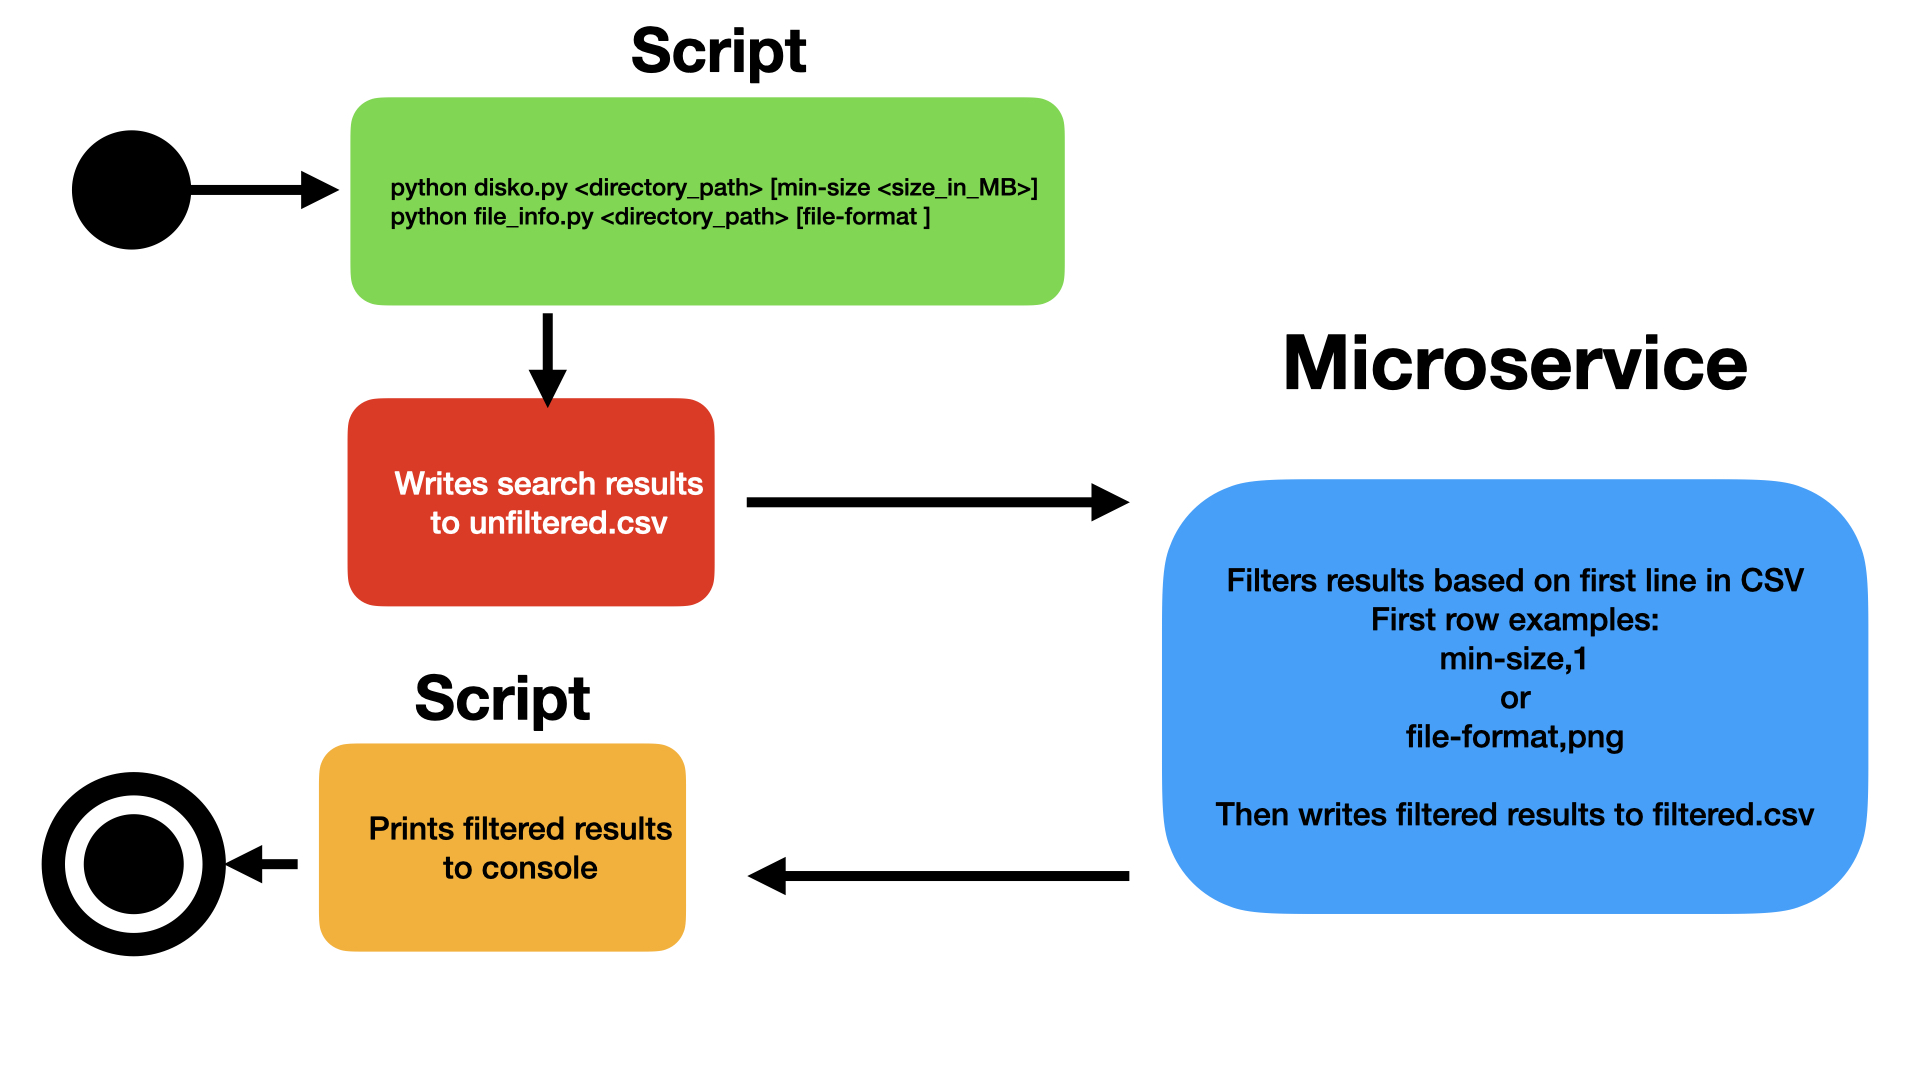 Script
python disko.py <directory_path> [min-size <size_in_MB>]
python file_info.py <directory_path> [file-format ]
Writes search results
to unfiltered.csv
Microservice
Filters results based on first line in CSV
First row examples:
min-size,1
or
file-format,png
Then writes filtered results to filtered.csv
Script
Prints filtered results
to console